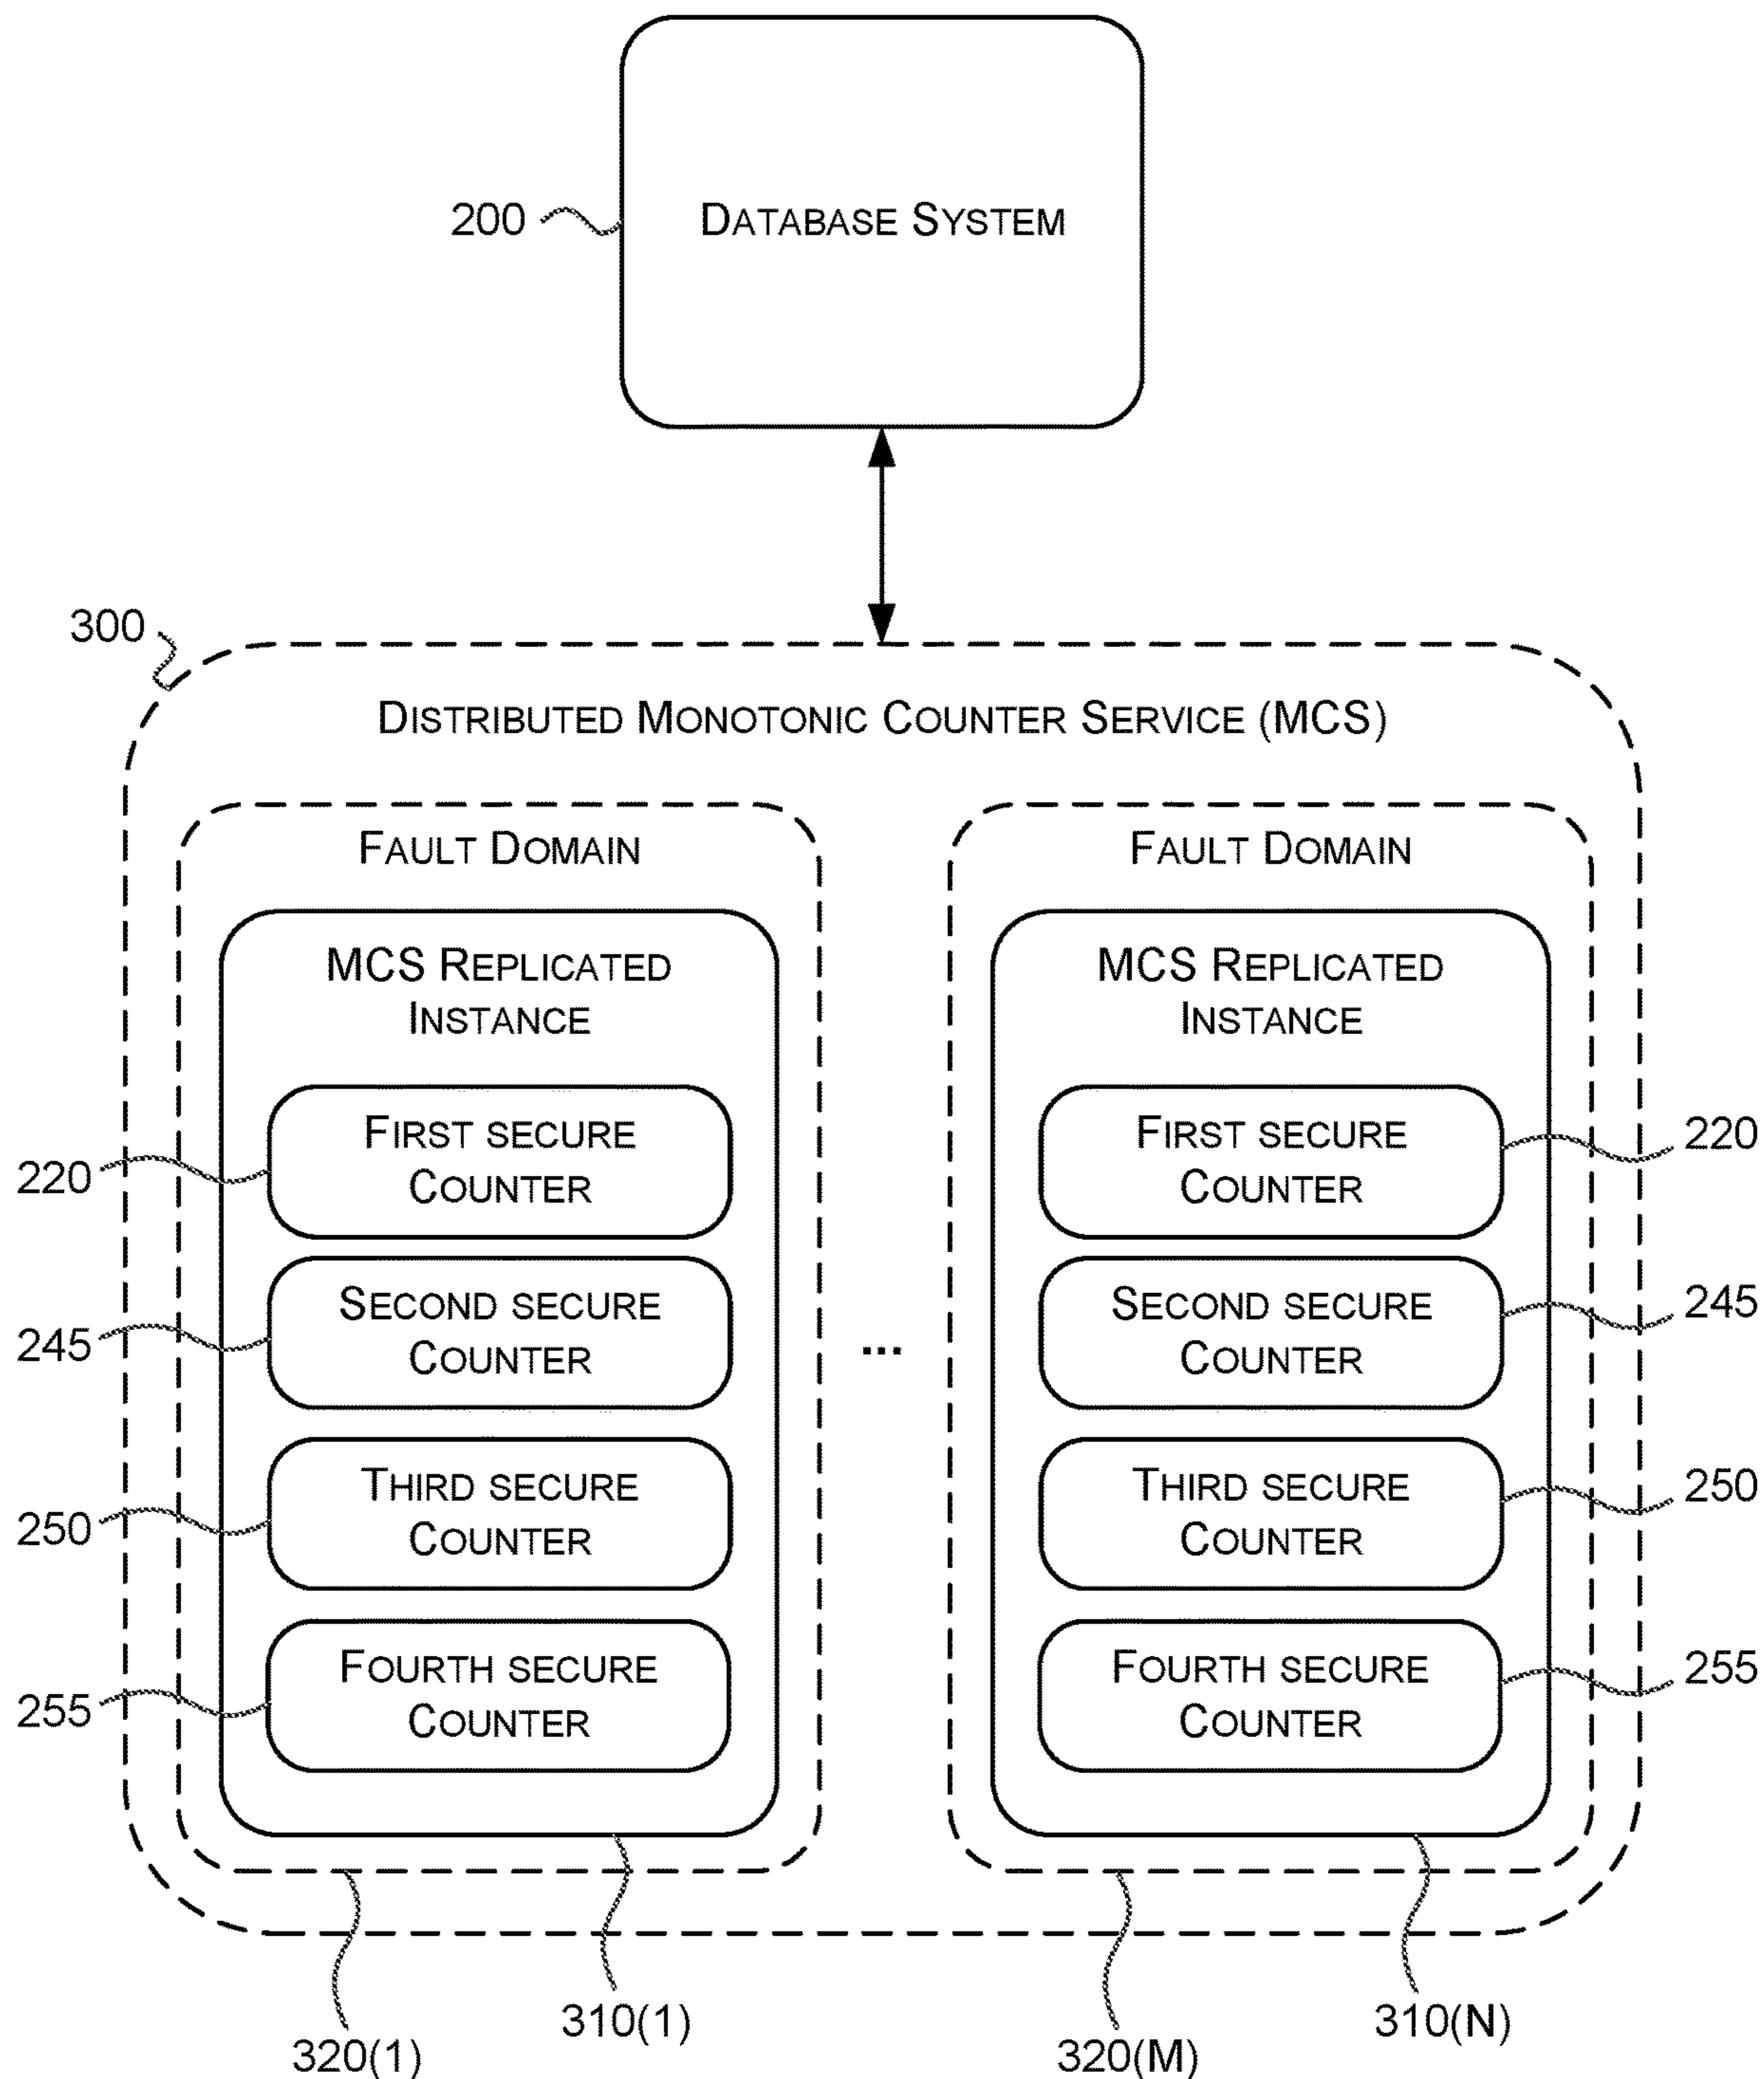 200
DATABASE SYSTEM
300
DISTRIBUTED MONOTONIC COUNTER SERVICE (MCS)
FAULT DOMAIN
MCS REPLICATED
INSTANCE
FIRST SECURE
COUNTER
220
SECOND SECURE
COUNTER
245
THIRD SECURE
COUNTER
250
FOURTH SECURE
COUNTER
255
...
FAULT DOMAIN
MCS REPLICATED
INSTANCE
FIRST SECURE
COUNTER
220
SECOND SECURE
COUNTER
245
THIRD SECURE
COUNTER
250
FOURTH SECURE
COUNTER
255
320(1)
310(1)
320(M)
310(N)